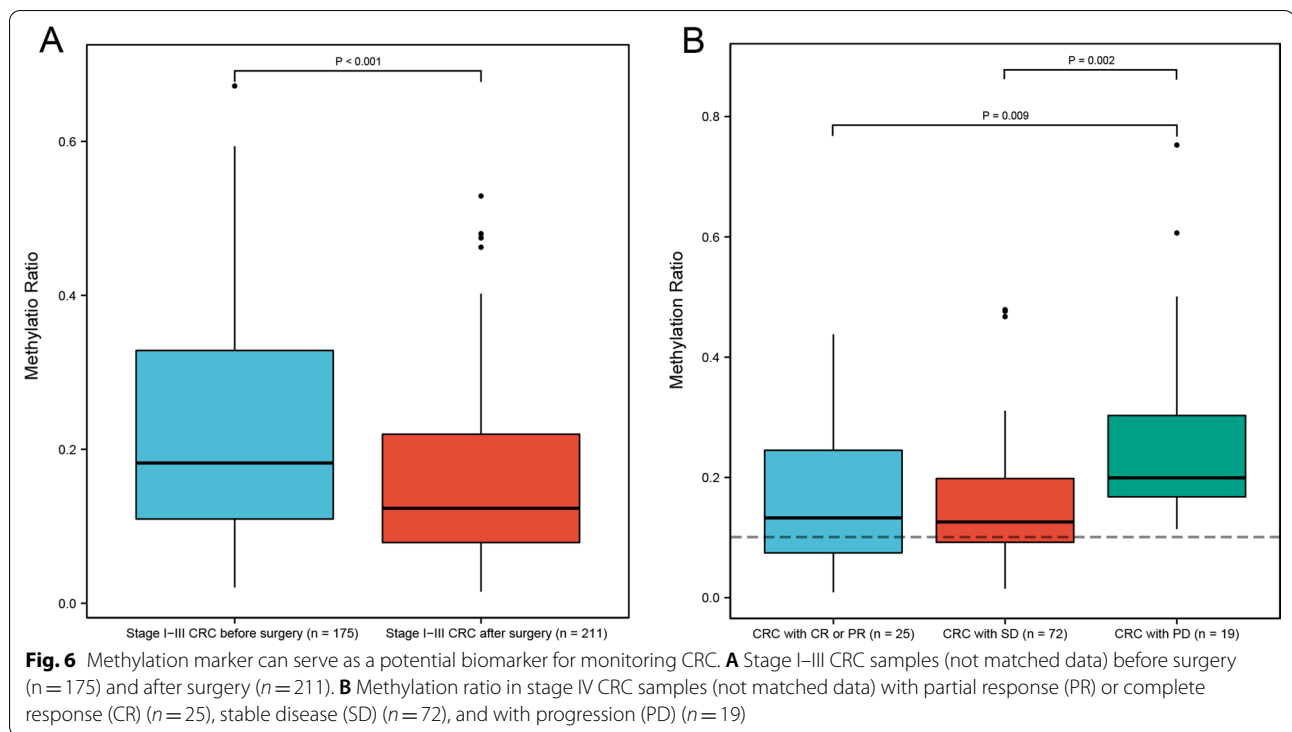 A
P < 0.001
0.6
0.4
0.2
0.0
Methylatio Ratio
Stage I–III CRC before surgery (n = 175)
Stage I–III CRC after surgery (n = 211)
B
P = 0.002
P = 0.009
0.8
0.6
0.4
0.2
0.0
Methylation Ratio
CRC with CR or PR (n = 25)
CRC with SD (n = 72)
CRC with PD (n = 19)
Fig. 6 Methylation marker can serve as a potential biomarker for monitoring CRC. A Stage I–III CRC samples (not matched data) before surgery
(n = 175) and after surgery (n = 211). B Methylation ratio in stage IV CRC samples (not matched data) with partial response (PR) or complete
response (CR) (n = 25), stable disease (SD) (n = 72), and with progression (PD) (n = 19)